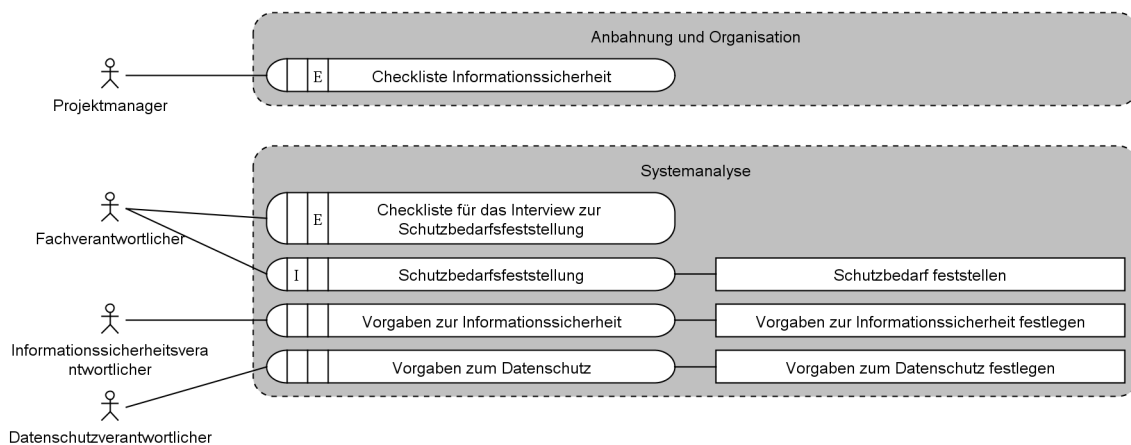 Anbahnung und Organisation
E
Checkliste Informationssicherheit
Projektmanager
Systemanalyse
Checkliste für das Interview zur
E
Schutzbedarfsfeststellung
Fachverantwortlicher
I
Schutzbedarfsfeststellung
Schutzbedarf feststellen
Vorgaben zur Informationssicherheit
Vorgaben zur Informationssicherheit festlegen
Informationssicherheitsvera
ntwortlicher
Vorgaben zum Datenschutz
Vorgaben zum Datenschutz festlegen
Datenschutzverantwortlicher